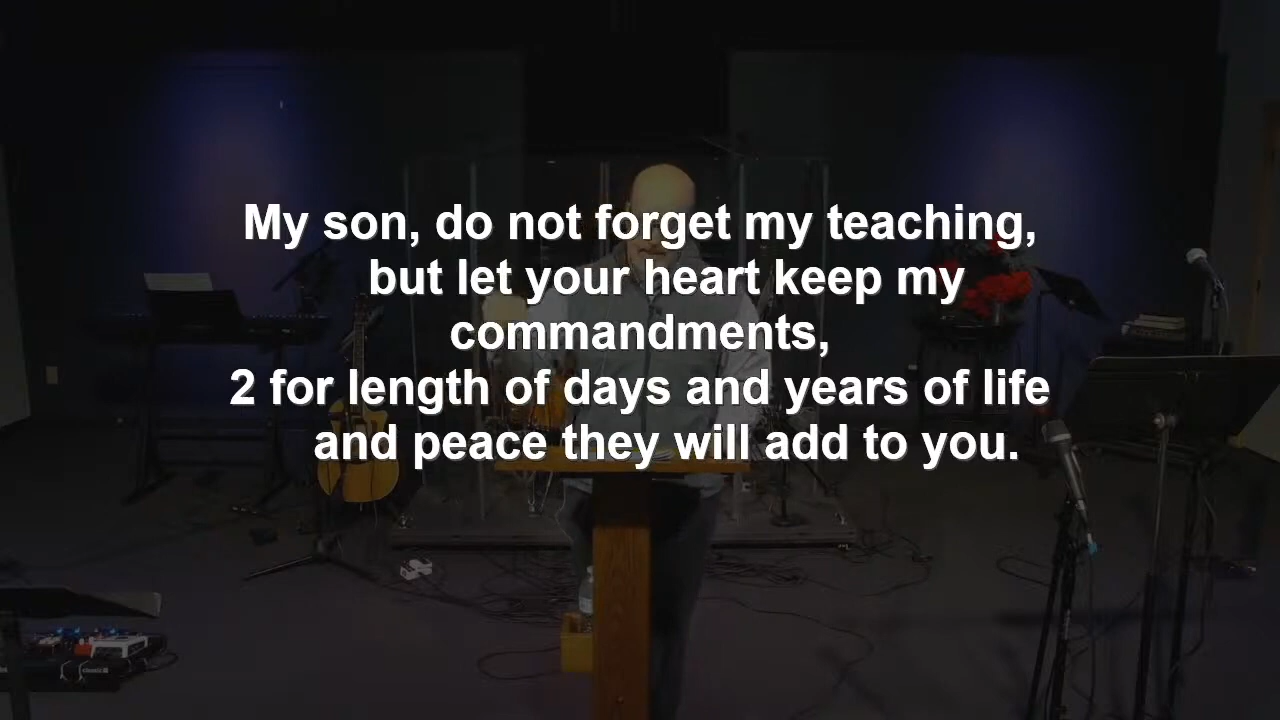 My son, do not forget my teaching,
but let your heart keep my
commandments,
2 for length of days and years of life
and peace they will add to you.